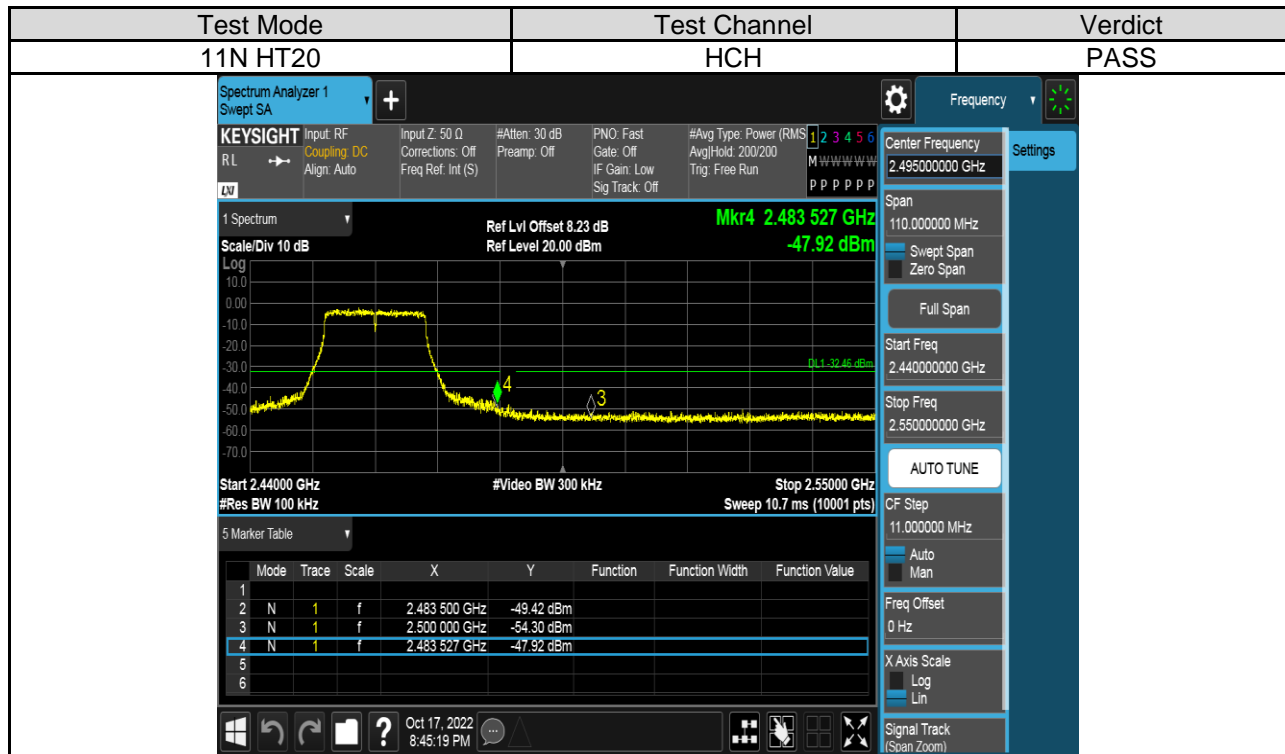 Test Mode Test Channel Verdict
11N HT20 HCH PASS
Spectrum Analyzer 1
Swept SA
+
Frequency
KEYSIGHT Input: RF Input Z: 50 Ω #Atten: 30 dB PNO: Fast #Avg Type: Power (RMS 1 2 3 4 5 6
RL Coupling: DC Corrections: Off Preamp: Off Gate: Off Avg|Hold: 200/200 M W W W W W
Align: Auto Freq Ref: Int (S) IF Gain: Low Trig: Free Run
LXI Sig Track: Off P P P P P P
1 Spectrum
Ref Lvl Offset 8.23 dB Mkr4 2.483 527 GHz
Scale/Div 10 dB Ref Level 20.00 dBm -47.92 dBm
Log
10.0
0.00
-10.0
-20.0
-30.0
-40.0
-50.0
-60.0
-70.0
DL1 -32.46 dBm
4
3
Start 2.44000 GHz #Video BW 300 kHz Stop 2.55000 GHz
#Res BW 100 kHz Sweep 10.7 ms (10001 pts)
5 Marker Table
Mode Trace Scale X Y Function Function Width Function Value
1
2 N 1 f 2.483 500 GHz -49.42 dBm
3 N 1 f 2.500 000 GHz -54.30 dBm
4 N 1 f 2.483 527 GHz -47.92 dBm
5
6
Center Frequency
2.495000000 GHz
Settings
Span
110.000000 MHz
Swept Span
Zero Span
Full Span
Start Freq
2.440000000 GHz
Stop Freq
2.550000000 GHz
AUTO TUNE
CF Step
11.000000 MHz
Auto
Man
Freq Offset
0 Hz
X Axis Scale
Log
Lin
Signal Track
(Span Zoom)
?
Oct 17, 2022
8:45:19 PM